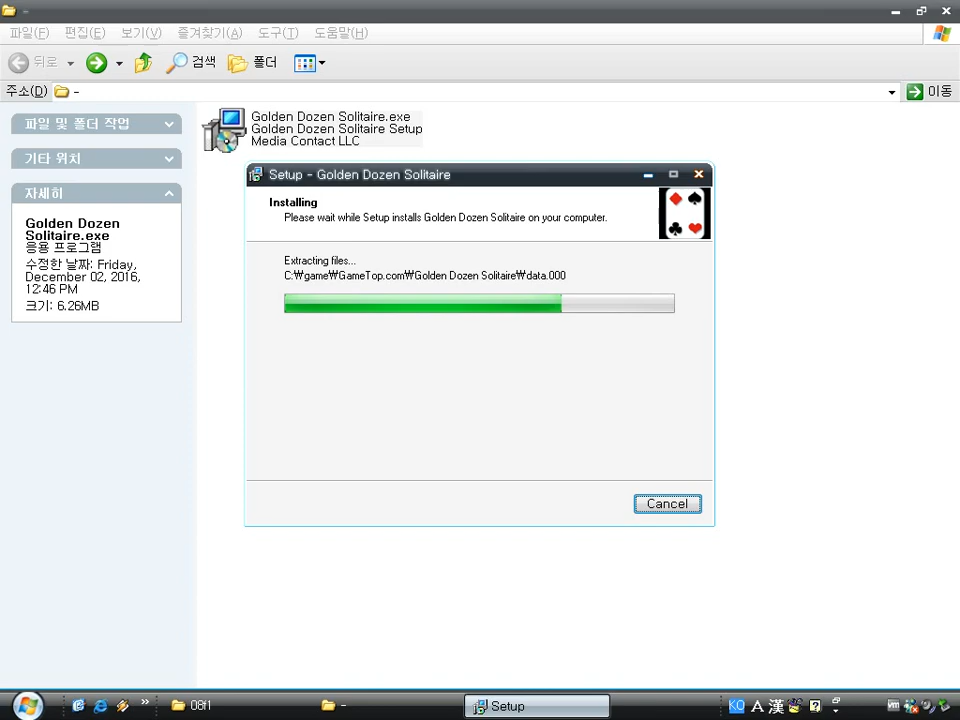 -
파일(F) 편집(E) 보기(V) 즐겨찾기(A) 도구(T) 도움말(H)
뒤로 검색 폴더
주소(D) - 이동
파일 및 폴더 작업
기타 위치
자세히
Golden Dozen
Solitaire.exe
응용 프로그램
수정한 날짜: Friday,
December 02, 2016,
12:46 PM
크기: 6.26MB
Golden Dozen Solitaire.exe
Golden Dozen Solitaire Setup
Media Contact LLC
Setup - Golden Dozen Solitaire
Installing
Please wait while Setup installs Golden Dozen Solitaire on your computer.
Extracting files...
C:₩game₩GameTop.com₩Golden Dozen Solitaire₩data.000
Cancel
» - Setup KO A 漢 ?